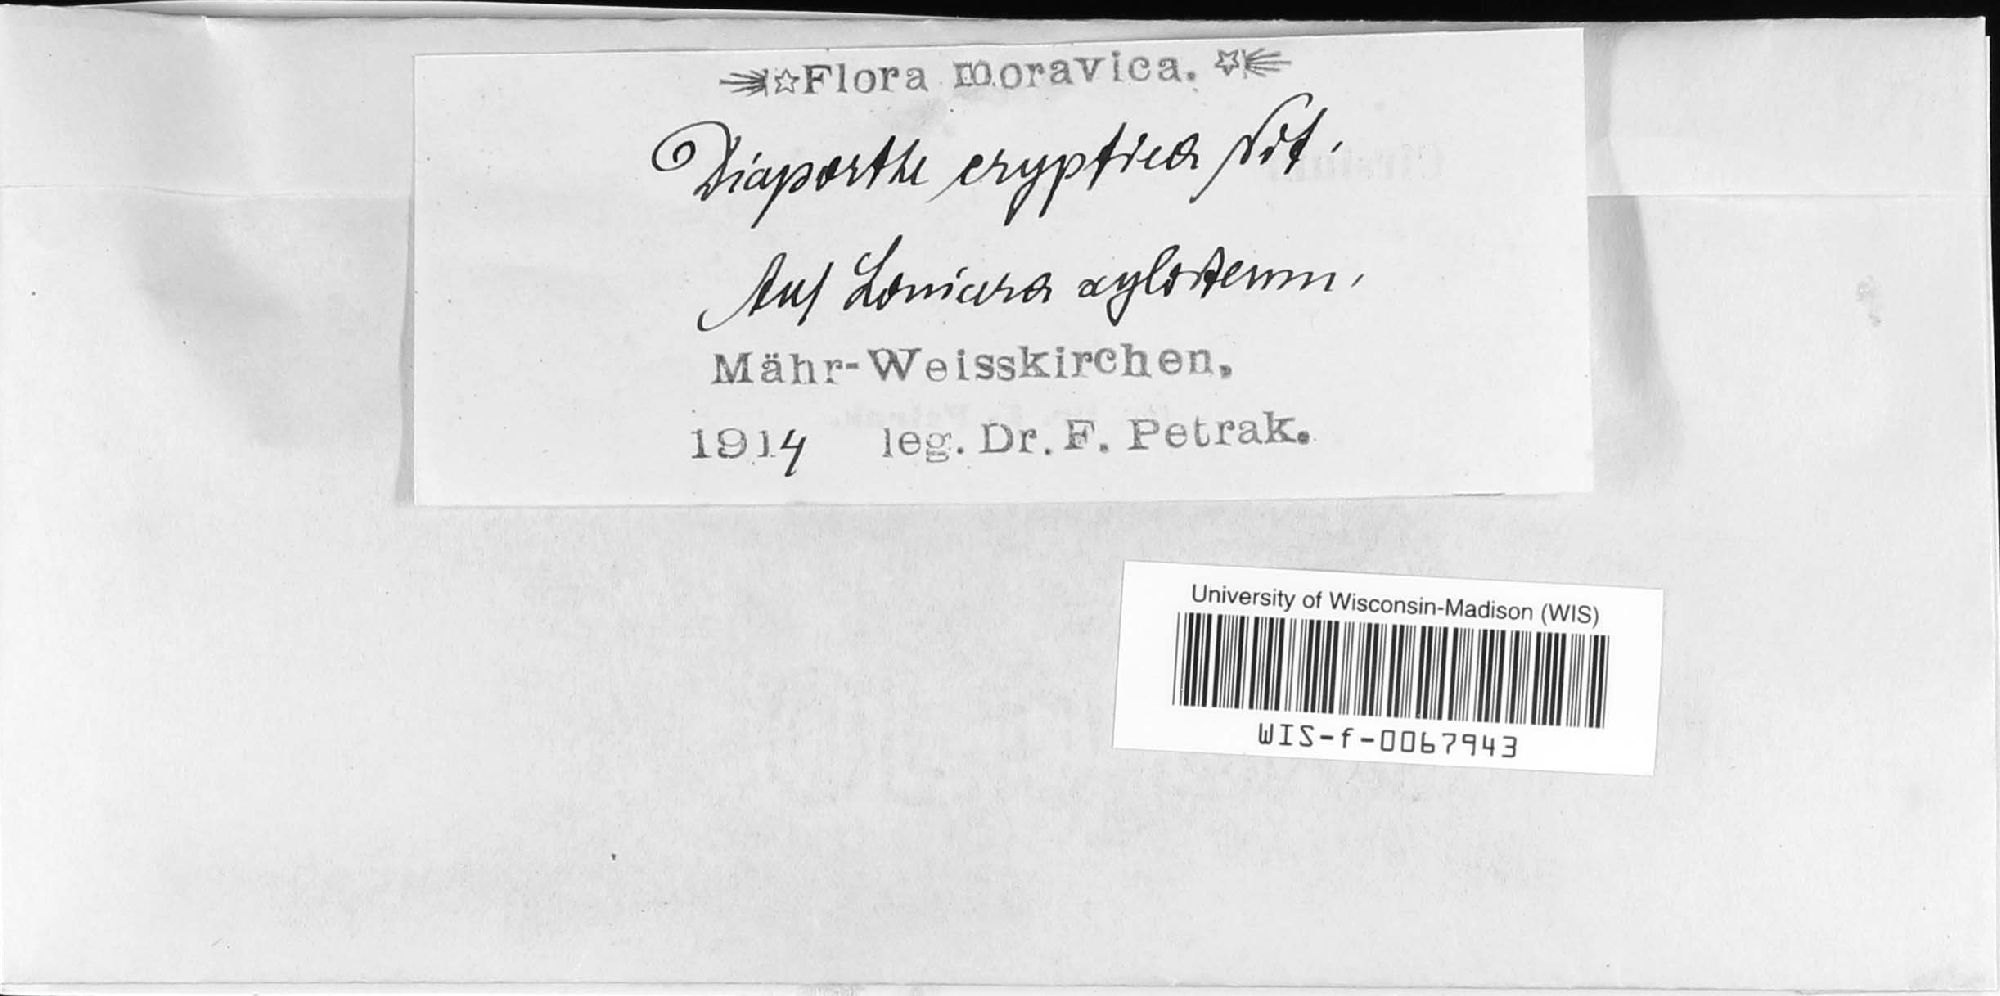 Flora moravica.
Diaporthe cryptica Nit.
Auf Lonicera xylosteum.
Mähr-Weisskirchen,
1914 leg. Dr. F. Petrak.
University of Wisconsin-Madison (WIS)
WIS-f-0067943